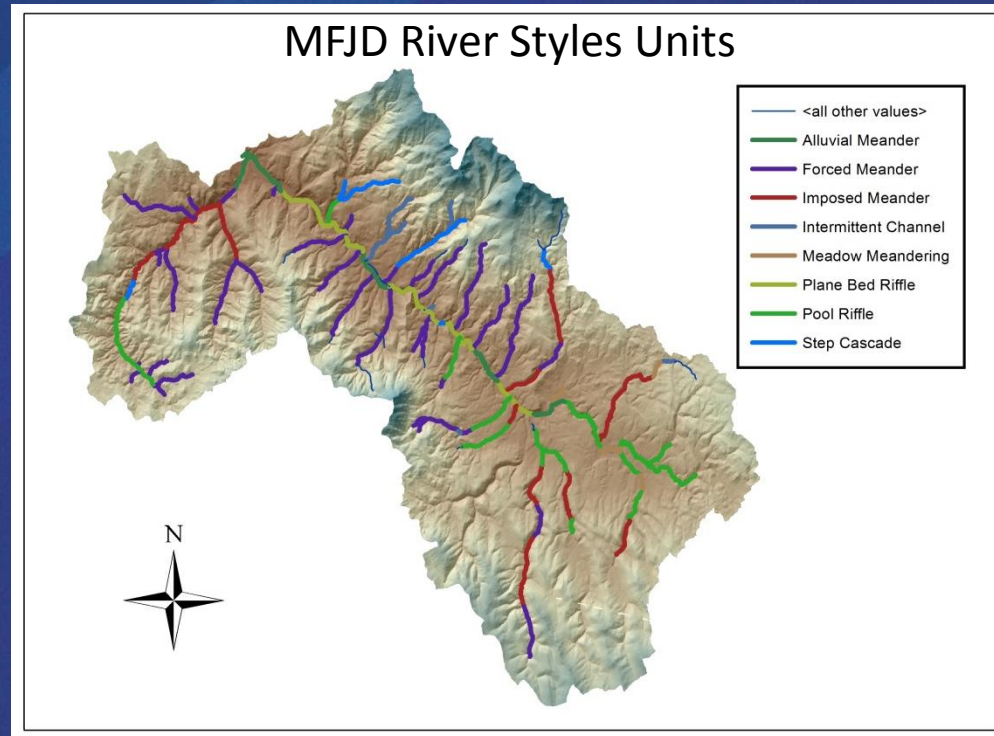 MFJD River Styles Units
<all other values>
Alluvial Meander
Forced Meander
Imposed Meander
Intermittent Channel
Meadow Meandering
Plane Bed Riffle
Pool Riffle
Step Cascade
N